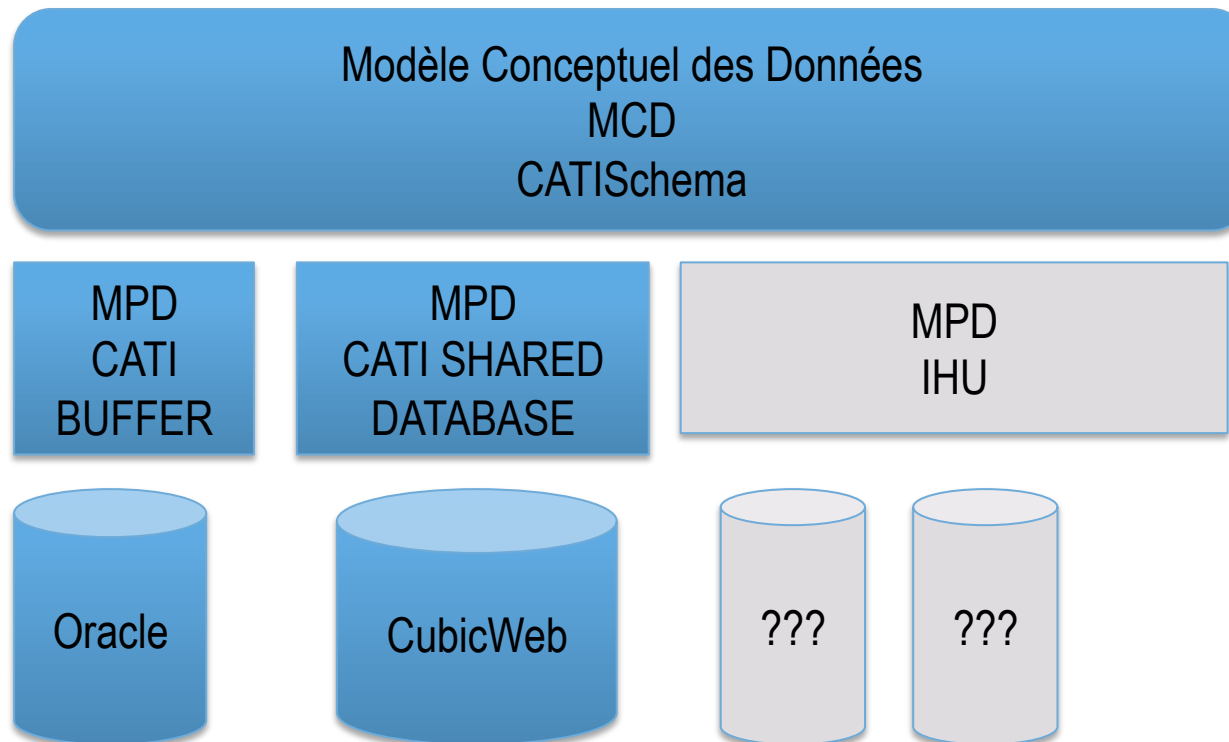 Modèle Conceptuel des Données
MCD
CATISchema
MPD
CATI
BUFFER
MPD
CATI SHARED
DATABASE
MPD
IHU
Oracle
CubicWeb
???
???